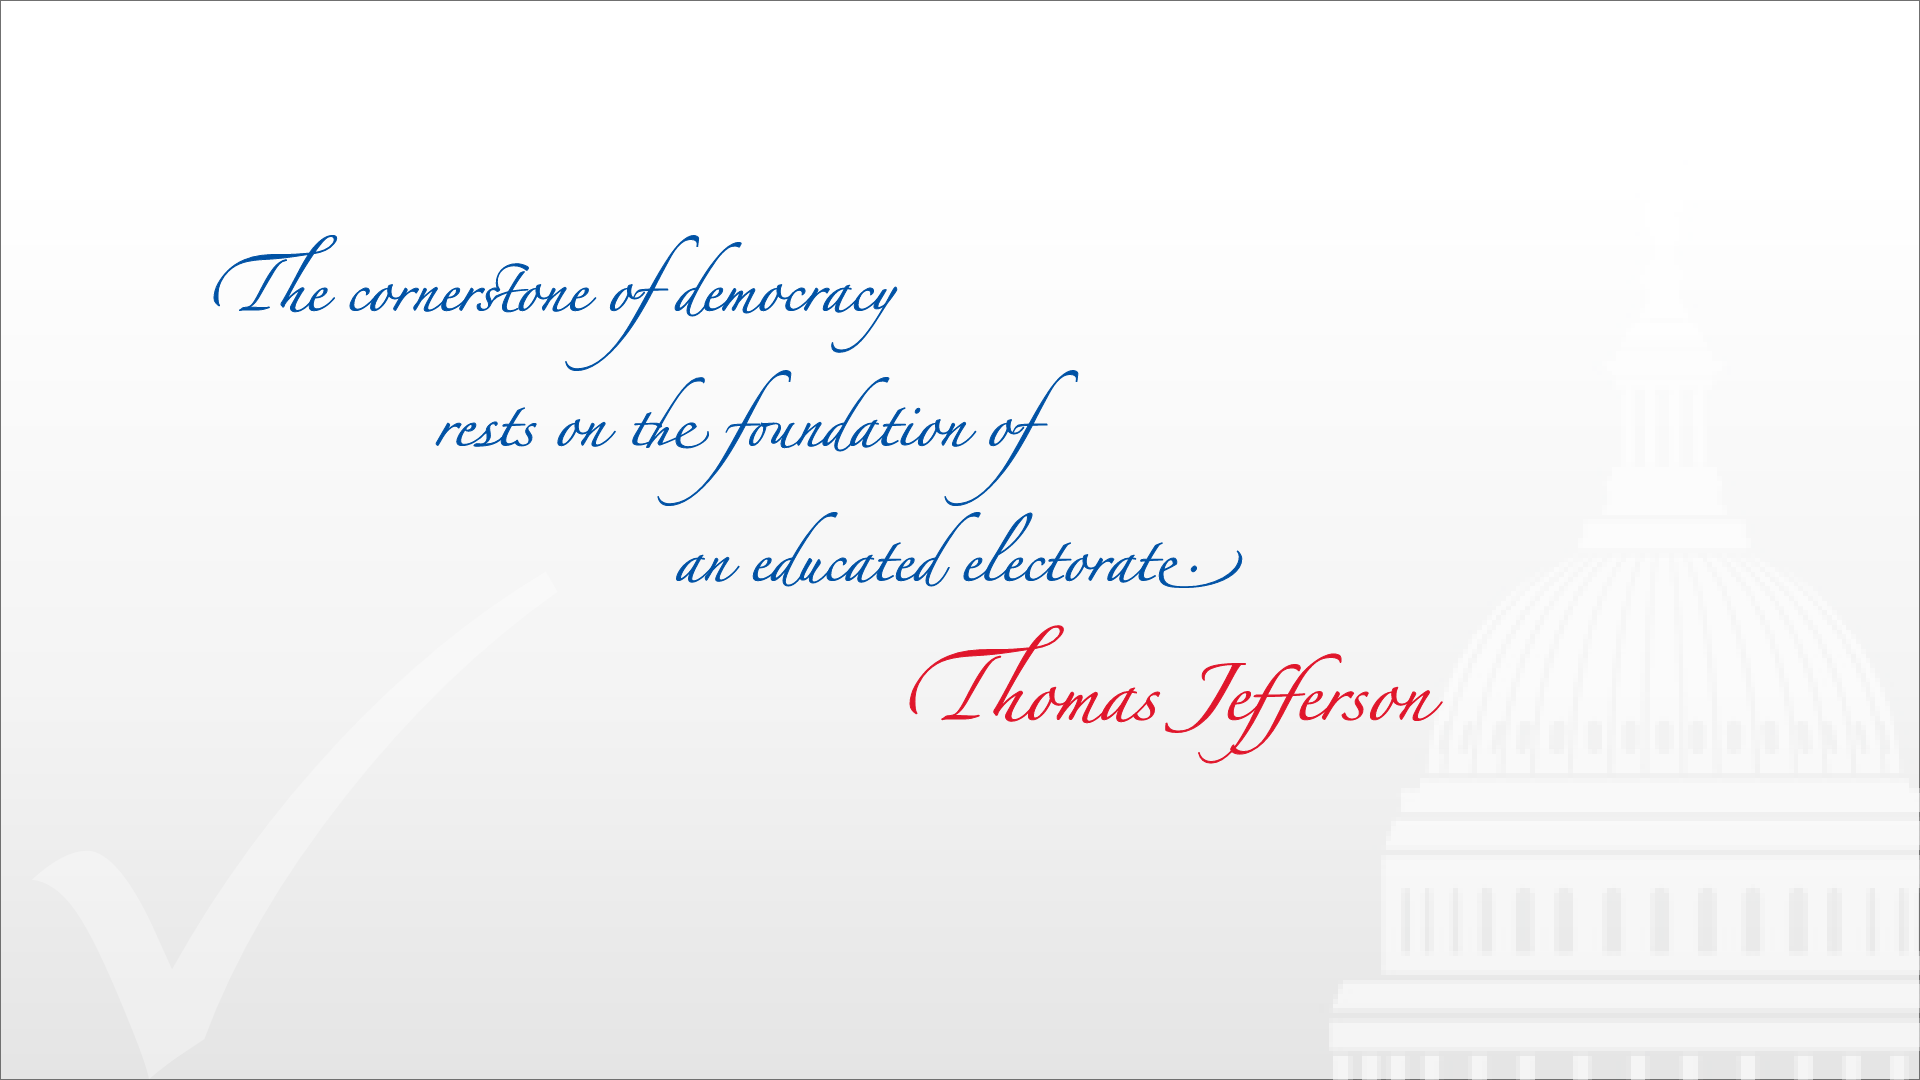 The cornerstone of democracy
rests on the foundation of
an educated electorate.
Thomas Jefferson